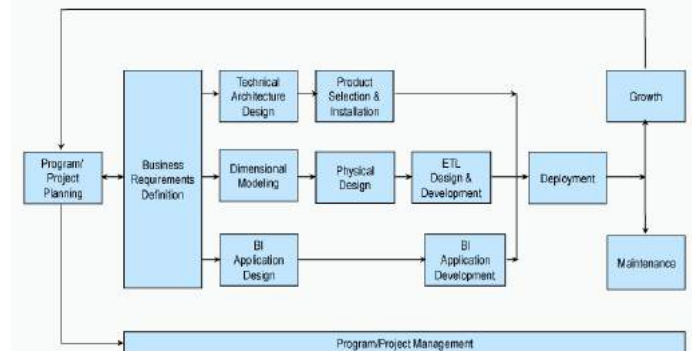 Technical
Architecture
Design
Product
Selection &
Installation
Growth
Program/
Project
Planning
Business
Requirements
Definition
Dimensional
Modeling
Physical
Design
ETL
Design &
Development
Deployment
BI
Application
Design
BI
Application
Development
Maintenance
Program/Project Management